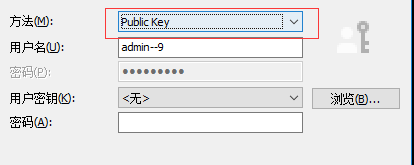 方法(M): Public Key
用户名(U): admin--9
密码(P): •••••••••
用户密钥(K): <无> 浏览(B)...
密码(A):